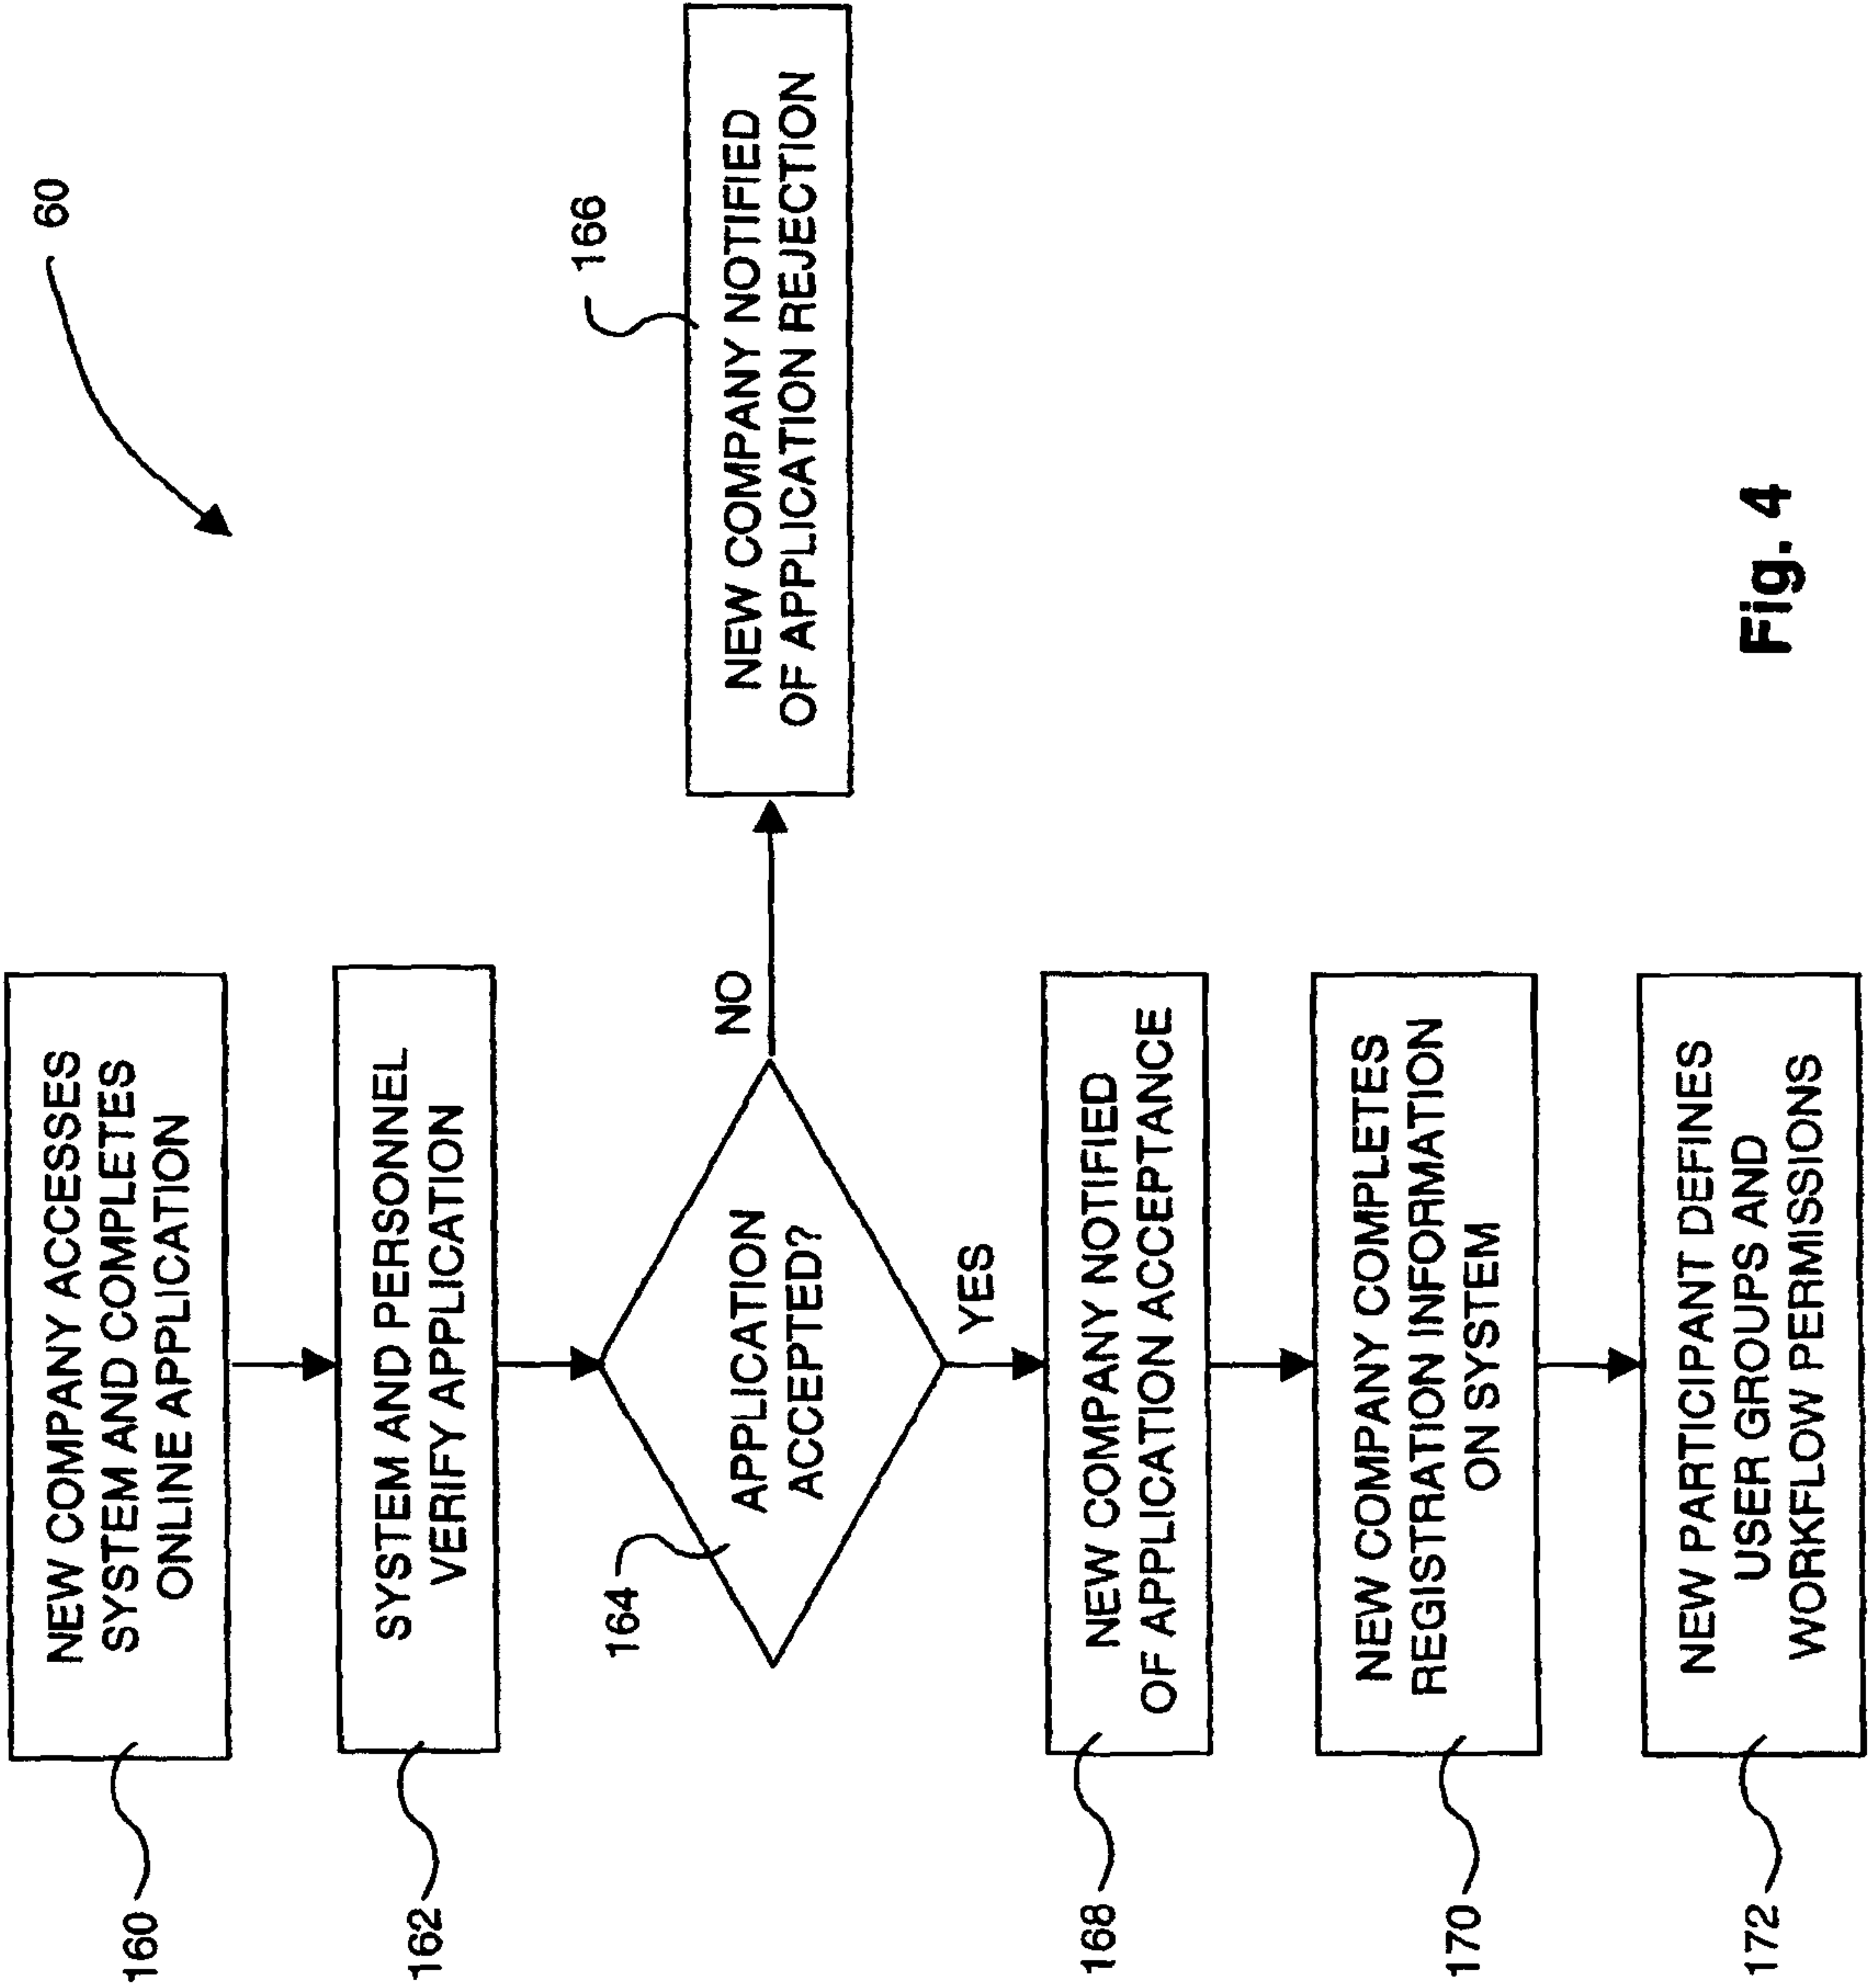 60
160
NEW COMPANY ACCESSES
SYSTEM AND COMPLETES
ONLINE APPLICATION
162
SYSTEM AND PERSONNEL
VERIFY APPLICATION
164
APPLICATION
ACCEPTED?
NO
166
NEW COMPANY NOTIFIED
OF APPLICATION REJECTION
YES
168
NEW COMPANY NOTIFIED
OF APPLICATION ACCEPTANCE
170
NEW COMPANY COMPLETES
REGISTRATION INFORMATION
ON SYSTEM
172
NEW PARTICIPANT DEFINES
USER GROUPS AND
WORKFLOW PERMISSIONS
Fig. 4